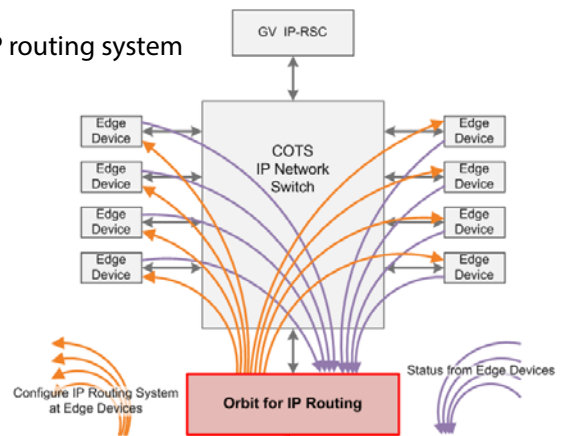 P routing system
GV IP-RSC
Edge
Device
Edge
Device
Edge
Device
Edge
Device
COTS
IP Network
Switch
Edge
Device
Edge
Device
Edge
Device
Edge
Device
Configure IP Routing System
at Edge Devices
Orbit for IP Routing
Status from Edge Devices